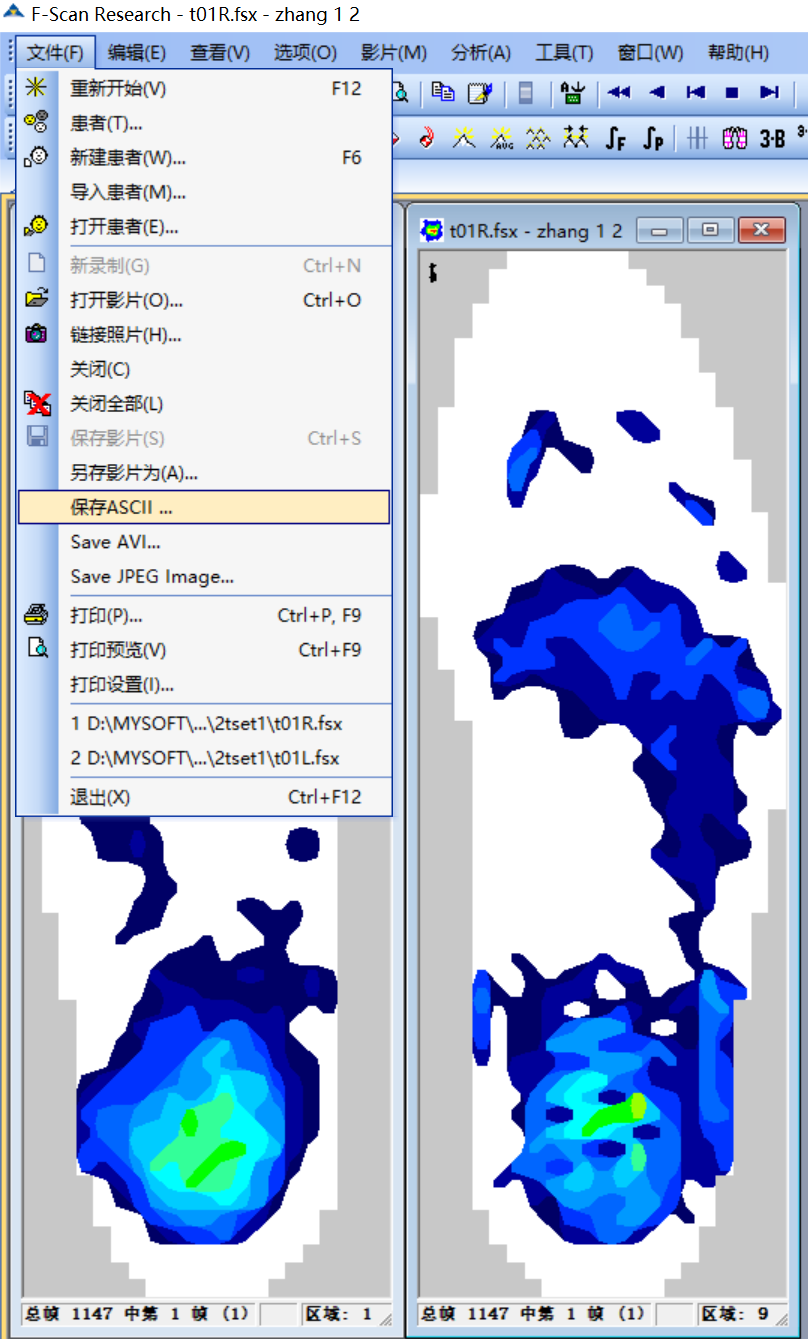 F-Scan Research - t01R.fsx - zhang 1 2
文件(F) 编辑(E) 查看(V) 选项(O) 影片(M) 分析(A) 工具(T) 窗口(W) 帮助(H)
重新开始(V) F12
患者(T)...
新建患者(W)... F6
导入患者(M)...
打开患者(E)...
新录制(G) Ctrl+N
打开影片(O)... Ctrl+O
链接照片(H)...
关闭(C)
关闭全部(L)
保存影片(S) Ctrl+S
另存影片为(A)...
保存ASCII ...
Save AVI...
Save JPEG Image...
打印(P)... Ctrl+P, F9
打印预览(V) Ctrl+F9
打印设置(I)...
1 D:\MYSOFT\...\2tset1\t01R.fsx
2 D:\MYSOFT\...\2tset1\t01L.fsx
退出(X) Ctrl+F12
AVG ∫F ∫P 3·B
t01R.fsx - zhang 1 2
总帧 1147 中第 1 帧 (1) 区域: 1
总帧 1147 中第 1 帧 (1) 区域: 9